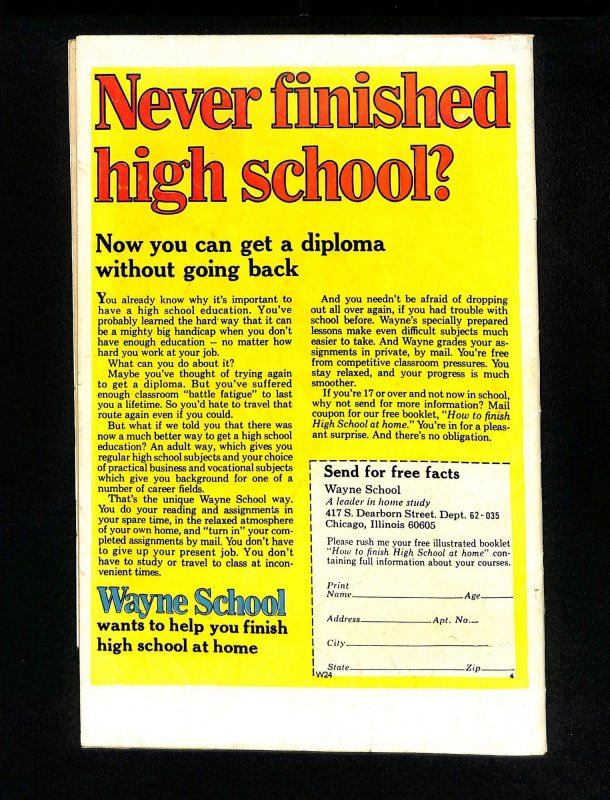 Never finished
high school?
Now you can get a diploma
without going back
You already know why it's important to
have a high school education. You've
probably learned the hard way that it can
be a mighty big handicap when you don't
have enough education – no matter how
hard you work at your job.
What can you do about it?
Maybe you've thought of trying again
to get a diploma. But you've suffered
enough classroom "battle fatigue" to last
you a lifetime. So you'd hate to travel that
route again even if you could.
But what if we told you that there was
now a much better way to get a high school
education? An adult way, which gives you
regular high school subjects and your choice
of practical business and vocational subjects
which give you background for one of a
number of career fields.
That's the unique Wayne School way.
You do your reading and assignments in
your spare time, in the relaxed atmosphere
of your own home, and "turn in" your com-
pleted assignments by mail. You don't have
to give up your present job. You don't
have to study or travel to class at incon-
venient times.
Wayne School
wants to help you finish
high school at home
And you needn't be afraid of dropping
out all over again, if you had trouble with
school before. Wayne's specially prepared
lessons make even difficult subjects much
easier to take. And Wayne grades your as-
signments in private, by mail. You're free
from competitive classroom pressures. You
stay relaxed, and your progress is much
smoother.
If you're 17 or over and not now in school,
why not send for more information? Mail
coupon for our free booklet, "How to finish
High School at home." You're in for a pleas-
ant surprise. And there's no obligation.
Send for free facts
Wayne School
A leader in home study
417 S. Dearborn Street. Dept. 62-035
Chicago, Illinois 60605
Please rush me your free illustrated booklet
"How to finish High School at home" con-
taining full information about your courses.
Print
Name Age
Address Apt. No.
City
State Zip
W24 4